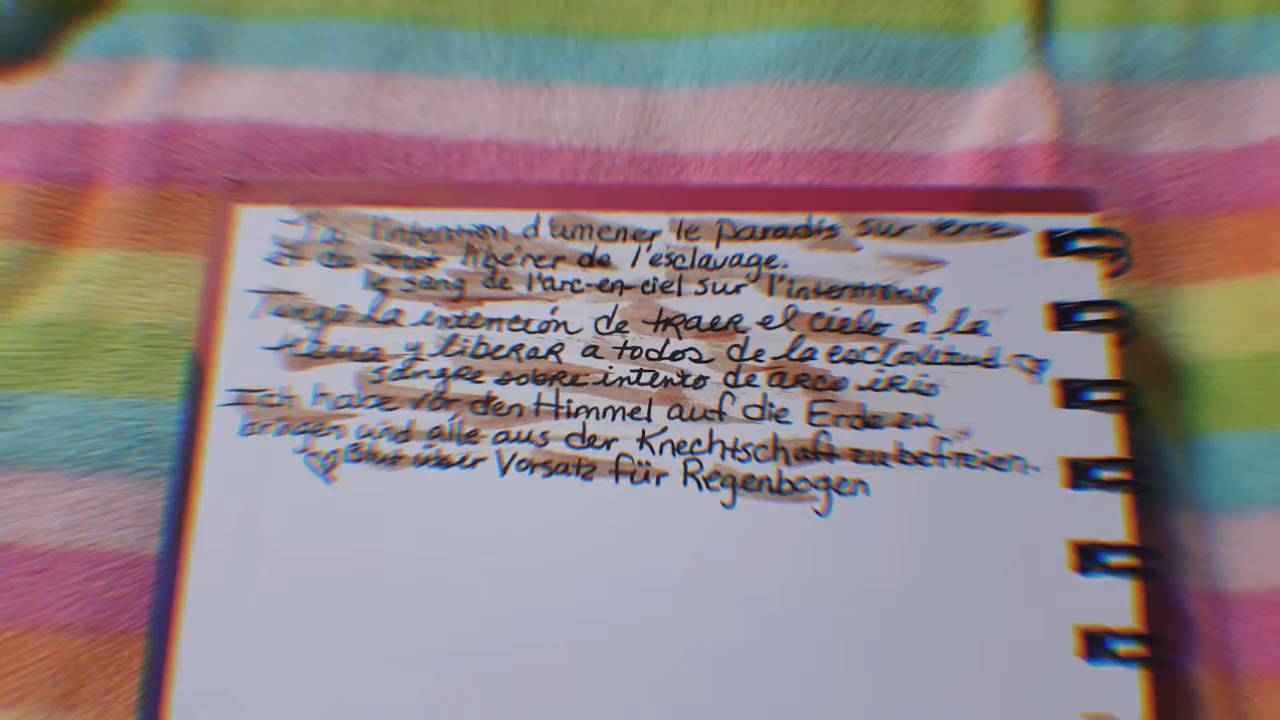 J'ai l'intention d'amener le paradis sur terre
et de tout libérer de l'esclavage.
le sang de l'arc-en-ciel sur l'intention
Tengo la intención de traer el cielo a la
tierra y liberar a todos de la esclavitud
sangre sobre intento de arco iris
Ich habe vor, den Himmel auf die Erde zu
bringen und alle aus der Knechtschaft zu befreien.
Blut über Vorsatz für Regenbogen